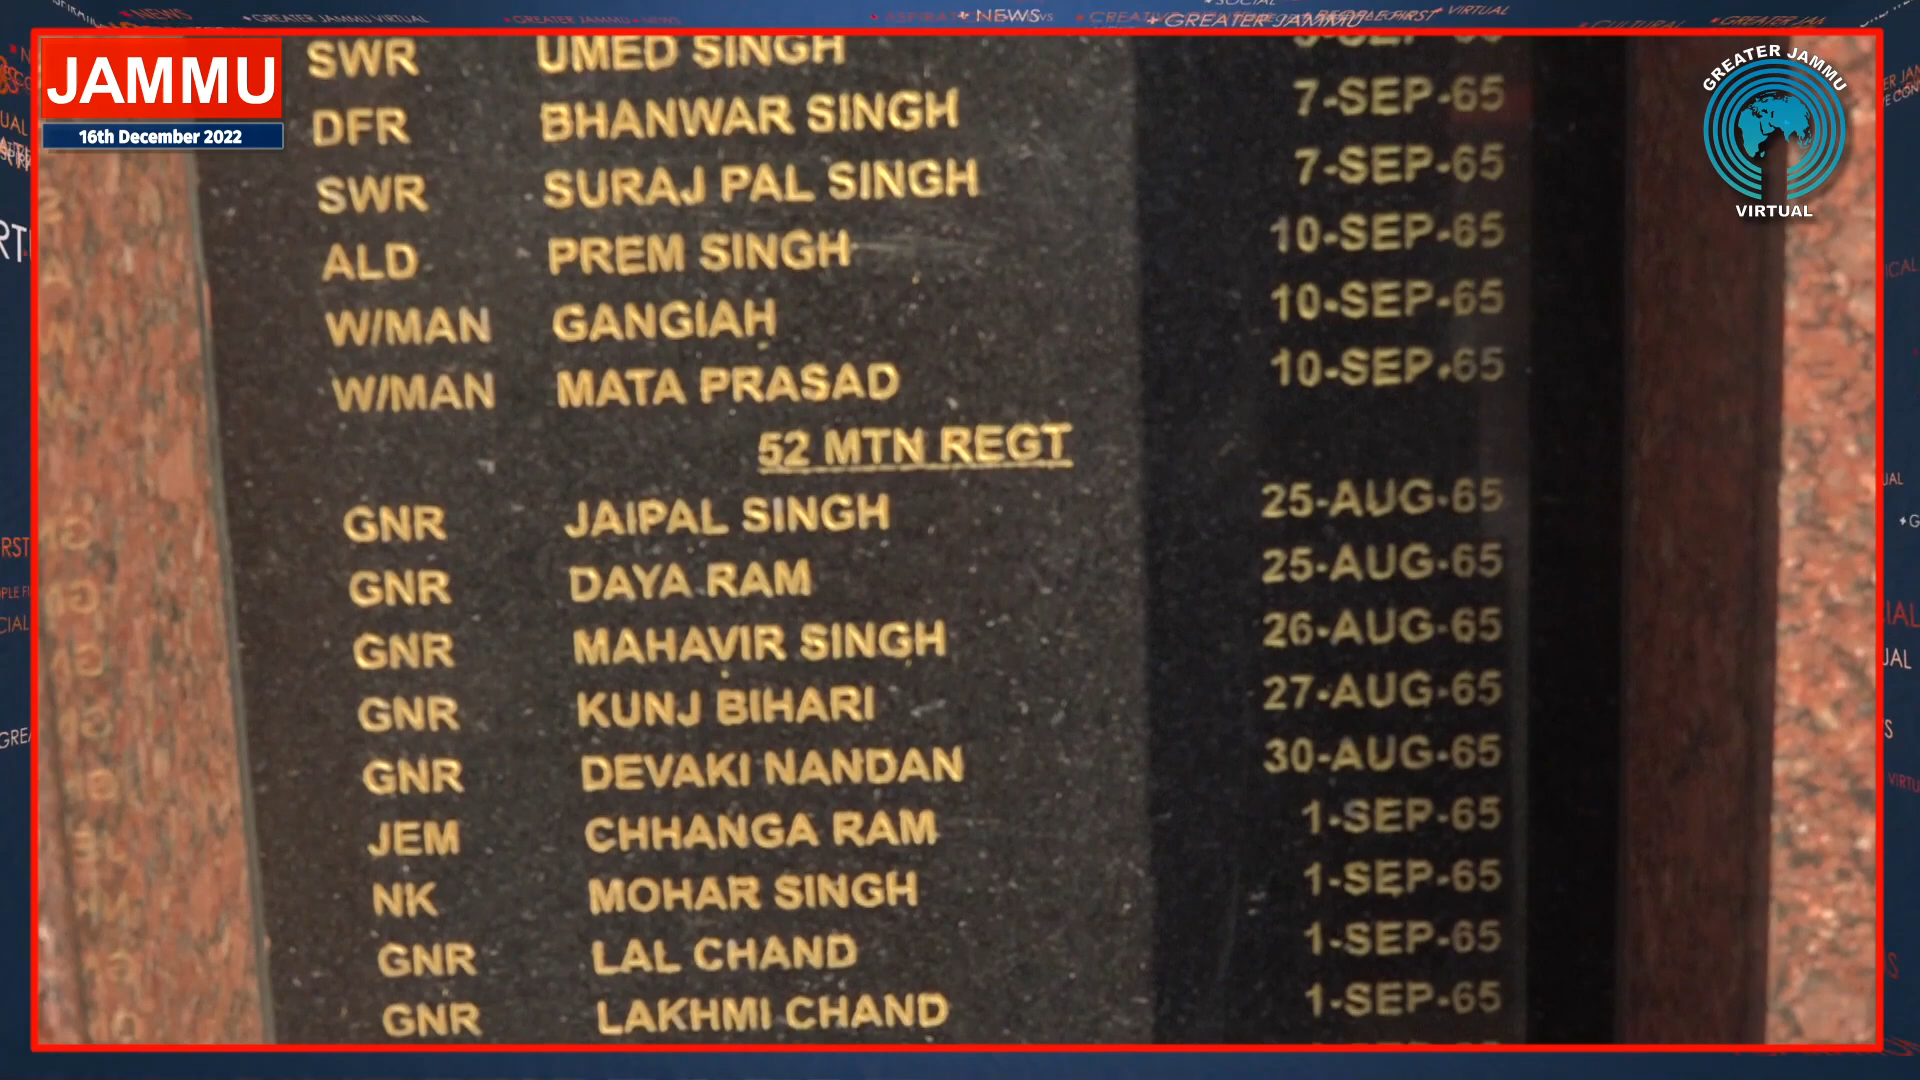 JAMMU
16th December 2022
GREATER JAMMU
VIRTUAL
SWR UMED SINGH
DFR BHANWAR SINGH 7-SEP-65
SWR SURAJ PAL SINGH 7-SEP-65
ALD PREM SINGH 10-SEP-65
W/MAN GANGIAH 10-SEP-65
W/MAN MATA PRASAD 10-SEP-65
52 MTN REGT
GNR JAIPAL SINGH 25-AUG-65
GNR DAYA RAM 25-AUG-65
GNR MAHAVIR SINGH 26-AUG-65
GNR KUNJ BIHARI 27-AUG-65
GNR DEVAKI NANDAN 30-AUG-65
JEM CHHANGA RAM 1-SEP-65
NK MOHAR SINGH 1-SEP-65
GNR LAL CHAND 1-SEP-65
GNR LAKHMI CHAND 1-SEP-65